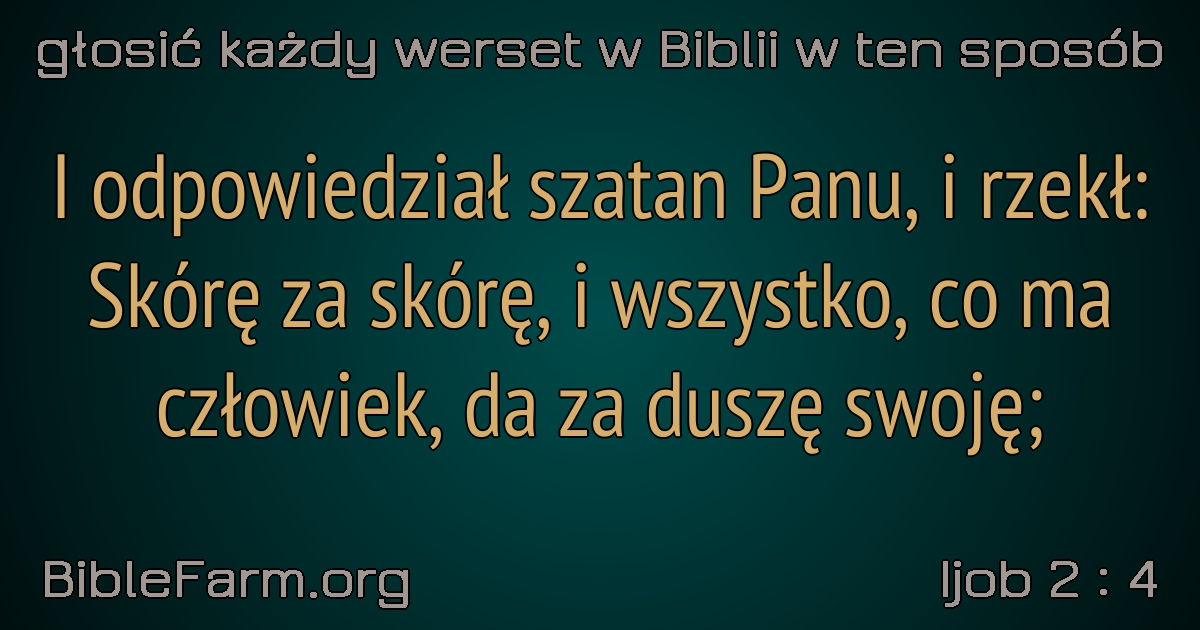 głosić każdy werset w Biblii w ten sposób
I odpowiedział szatan Panu, i rzekł:
Skórę za skórę, i wszystko, co ma
człowiek, da za duszę swoję;
BibleFarm.org
Ijob 2 : 4